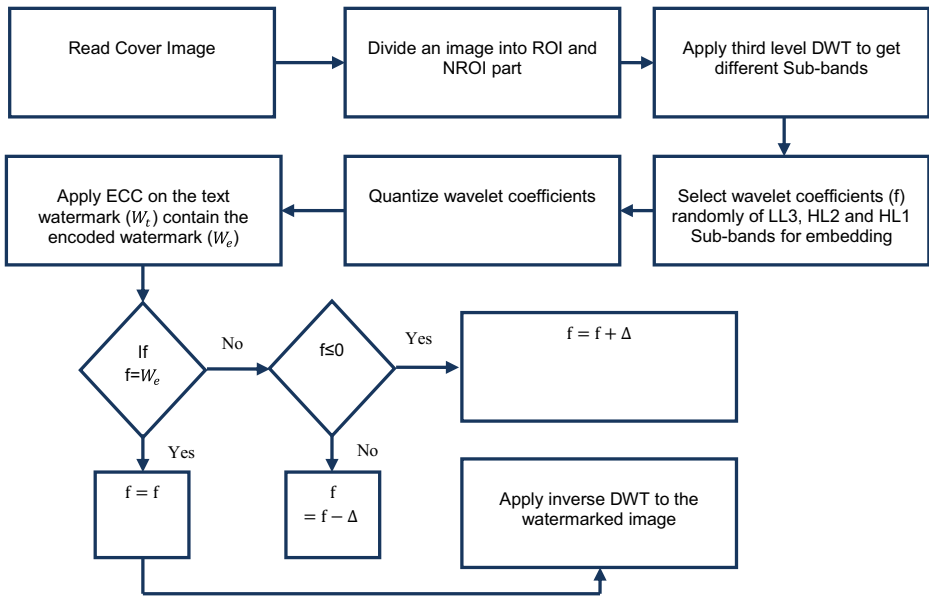 Read Cover Image
Divide an image into ROI and
NROI part
Apply third level DWT to get
different Sub-bands
Apply ECC on the text
watermark (𝑊ₜ) contain the
encoded watermark (𝑊ₑ)
Quantize wavelet coefficients
Select wavelet coefficients (f)
randomly of LL3, HL2 and HL1
Sub-bands for embedding
If
f=𝑊ₑ
No
f≤0
Yes
f = f + Δ
Yes
No
f = f
f
= f − Δ
Apply inverse DWT to the
watermarked image